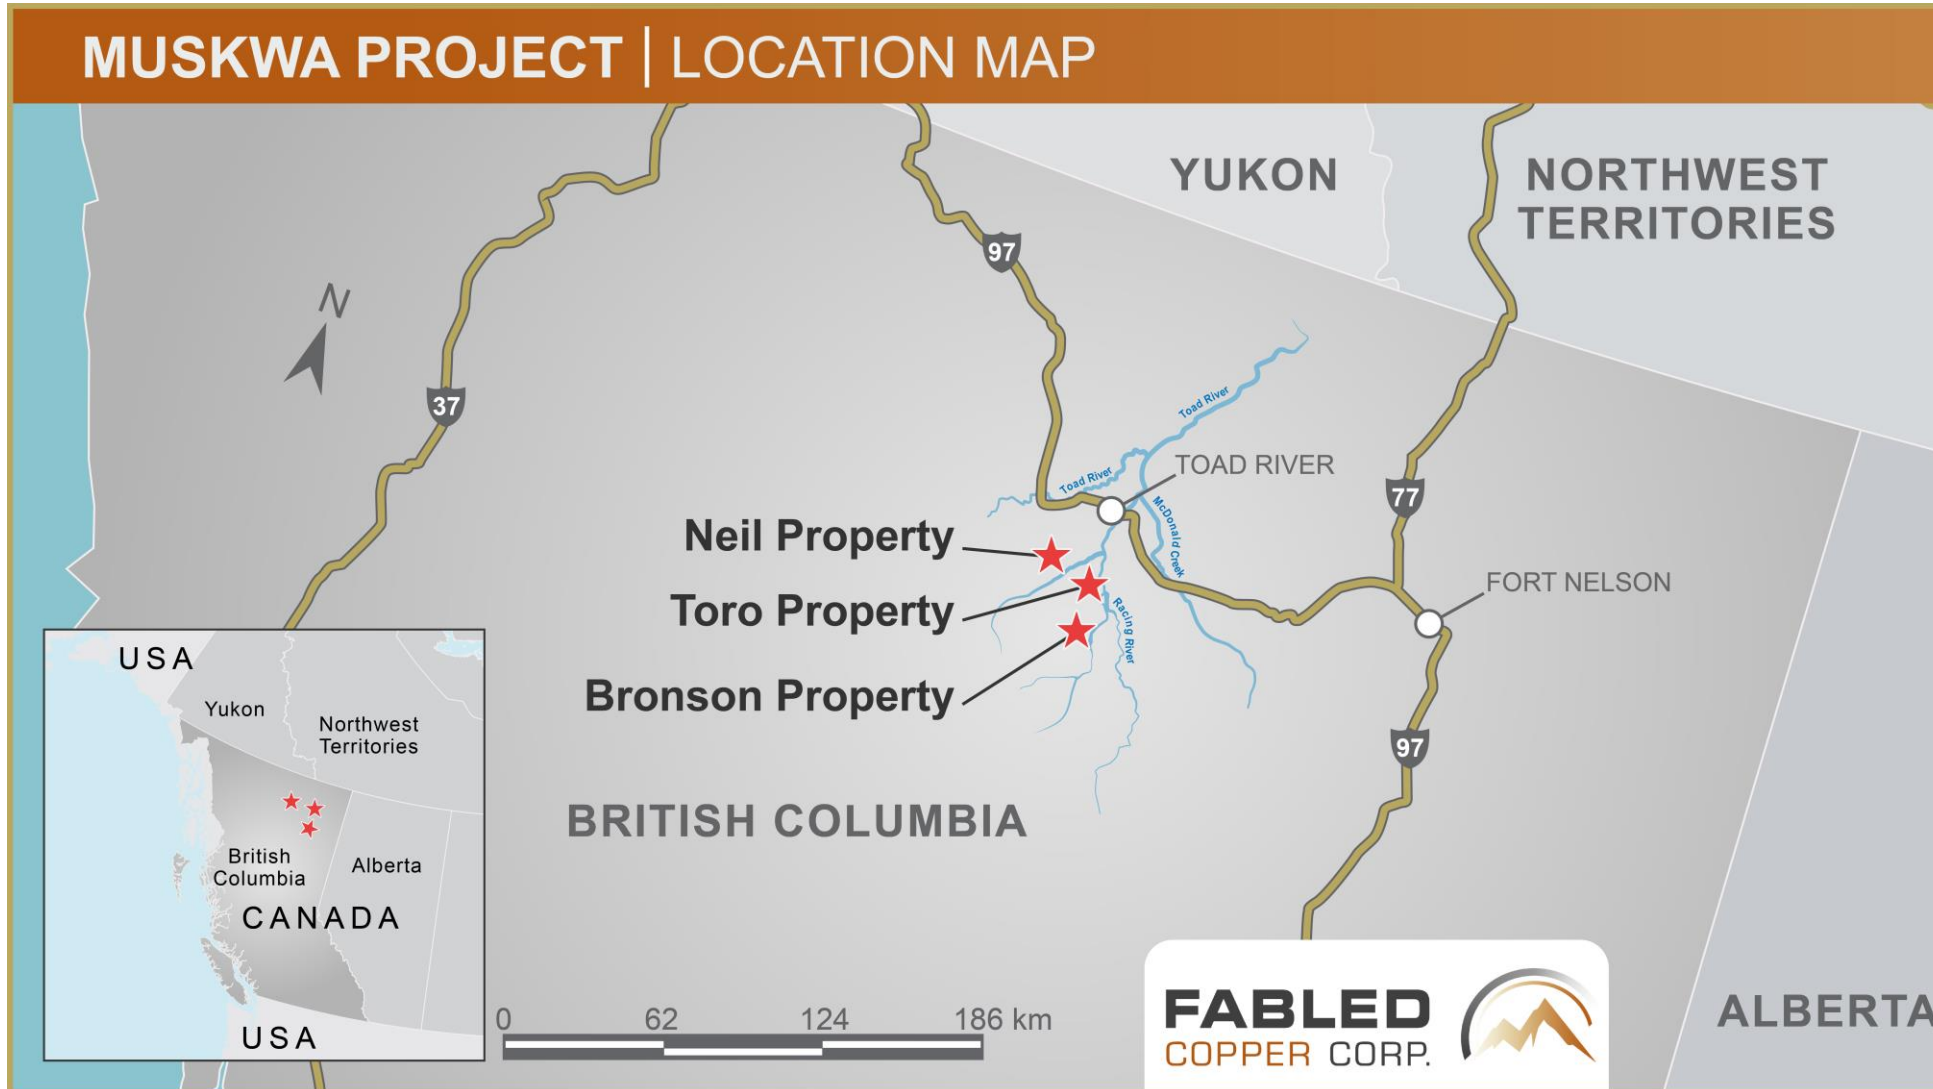 MUSKWA PROJECT | LOCATION MAP
YUKON
NORTHWEST
TERRITORIES
97
N
37
Toad River
TOAD RIVER
Toad River
77
McDonald Creek
Neil Property
FORT NELSON
Toro Property
Racing River
Bronson Property
97
BRITISH COLUMBIA
USA
Yukon
Northwest
Territories
British
Columbia
Alberta
CANADA
USA
0 62 124 186 km
FABLED
COPPER CORP.
ALBERTA